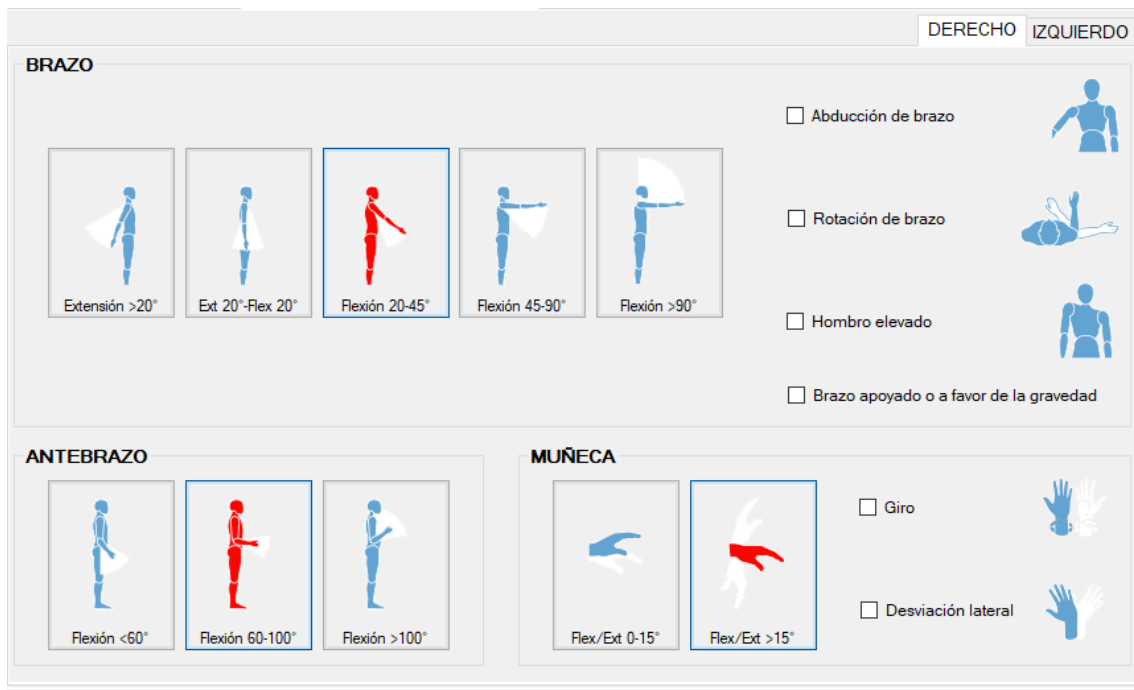 DERECHO IZQUIERDO
BRAZO
Abducción de brazo
Rotación de brazo
Extensión >20°
Ext 20°-Flex 20°
Flexión 20-45°
Flexión 45-90°
Flexión >90°
Hombro elevado
Brazo apoyado o a favor de la gravedad
ANTEBRAZO
Flexión <60°
Flexión 60-100°
Flexión >100°
MUÑECA
Flex/Ext 0-15°
Flex/Ext >15°
Giro
Desviación lateral